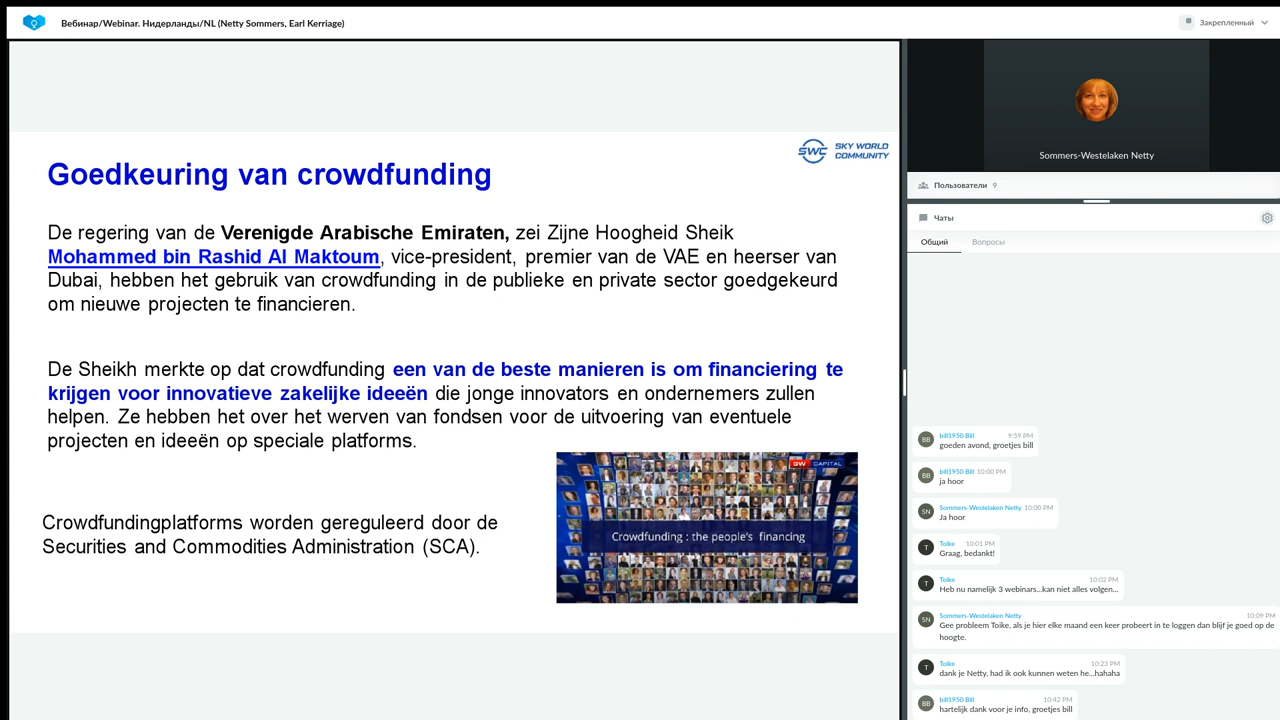 Вебинар/Webinar. Нидерланды/NL (Netty Sommers, Earl Kerriage)
Закрепленный
SWC SKY WORLD
COMMUNITY
Goedkeuring van crowdfunding
De regering van de Verenigde Arabische Emiraten, zei Zijne Hoogheid Sheik
Mohammed bin Rashid Al Maktoum, vice-president, premier van de VAE en heerser van
Dubai, hebben het gebruik van crowdfunding in de publieke en private sector goedgekeurd
om nieuwe projecten te financieren.
De Sheikh merkte op dat crowdfunding een van de beste manieren is om financiering te
krijgen voor innovatieve zakelijke ideeën die jonge innovators en ondernemers zullen
helpen. Ze hebben het over het werven van fondsen voor de uitvoering van eventuele
projecten en ideeën op speciale platforms.
Crowdfundingplatforms worden gereguleerd door de
Securities and Commodities Administration (SCA).
CAPITAL
Crowdfunding : the people's financing
Sommers-Westelaken Netty
Пользователи 9
Чаты
Общий Вопросы
BB bill1950 Bill 9:59 PM
goeden avond, groetjes bill
BB bill1950 Bill 10:00 PM
ja hoor
SN Sommers-Westelaken Netty 10:00 PM
Ja hoor
T Toike 10:01 PM
Graag, bedankt!
T Toike 10:02 PM
Heb nu namelijk 3 webinars...kan niet alles volgen...
SN Sommers-Westelaken Netty 10:09 PM
Gee probleem Toike, als je hier elke maand een keer probeert in te loggen dan blijf je goed op de
hoogte.
T Toike 10:23 PM
dank je Netty, had ik ook kunnen weten he...hahaha
BB bill1950 Bill 10:42 PM
hartelijk dank voor je info, groetjes bill